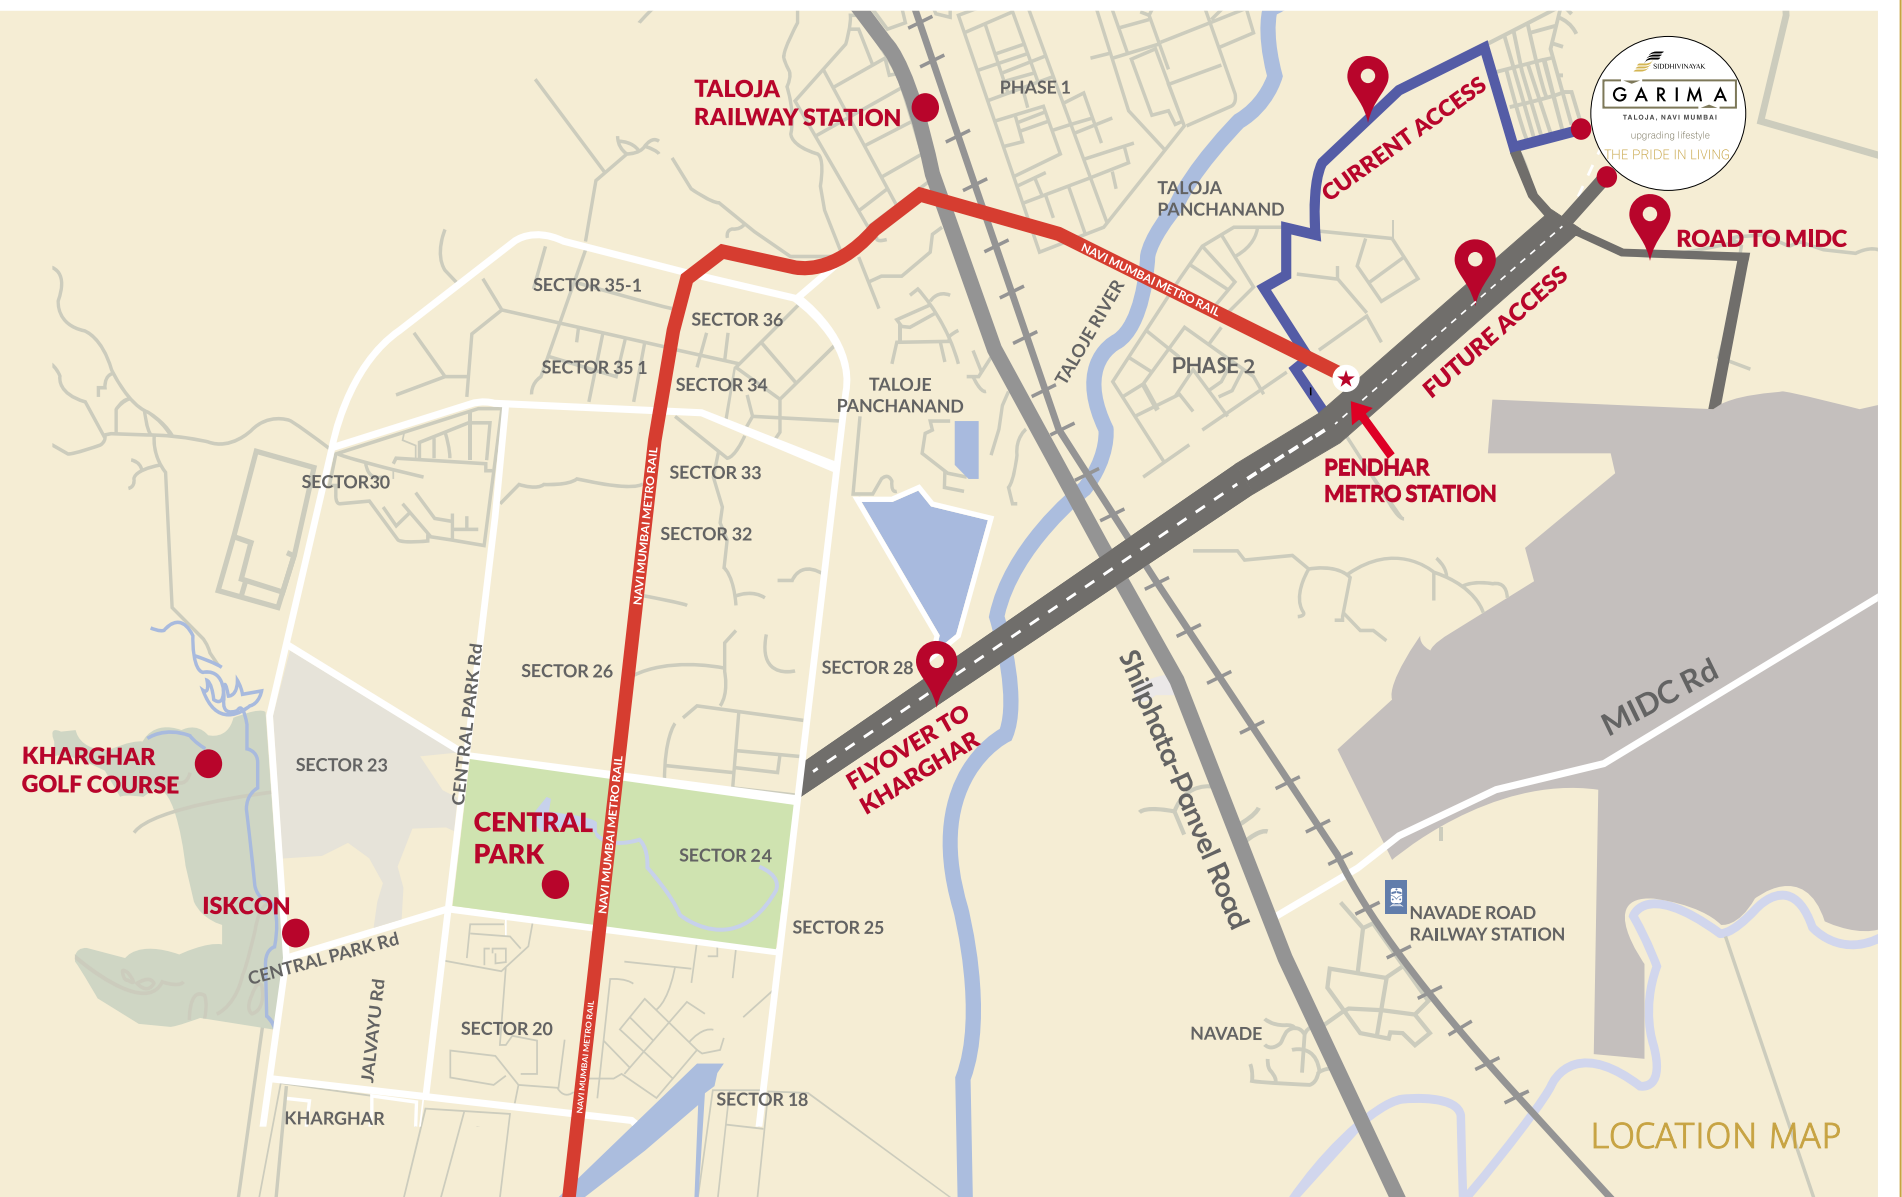 TALOJA
RAILWAY STATION
PHASE 1
CURRENT ACCESS
SIDDHIVINAYAK
GARIMA
TALOJA, NAVI MUMBAI
upgrading lifestyle
THE PRIDE IN LIVING
TALOJA
PANCHANAND
ROAD TO MIDC
NAVI MUMBAI METRO RAIL
SECTOR 35-1
SECTOR 36
TALOJE RIVER
FUTURE ACCESS
SECTOR 35 1
SECTOR 34
TALOJE
PANCHANAND
PHASE 2
PENDHAR
METRO STATION
SECTOR30
SECTOR 33
NAVI MUMBAI METRO RAIL
SECTOR 32
SECTOR 26
SECTOR 28
CENTRAL PARK Rd
Shilphata-Panvel Road
MIDC Rd
FLYOVER TO
KHARGHAR
KHARGHAR
GOLF COURSE
SECTOR 23
CENTRAL
PARK
NAVI MUMBAI METRO RAIL
SECTOR 24
ISKCON
CENTRAL PARK Rd
SECTOR 25
NAVADE ROAD
RAILWAY STATION
JALVAYU Rd
SECTOR 20
NAVI MUMBAI METRO RAIL
NAVADE
SECTOR 18
KHARGHAR
LOCATION MAP